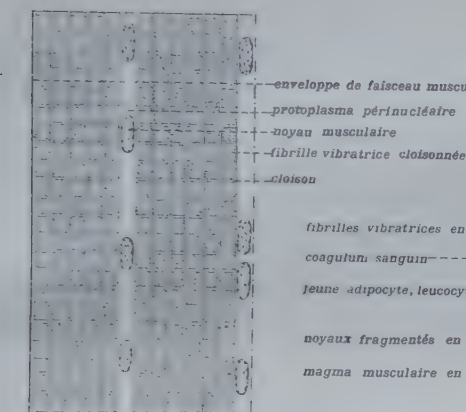 enveloppe de faisceau muscu
protoplasma périnucléaire
noyau musculaire
fibrille vibratrice cloisonnée
cloison
fibrilles vibratrices en
coagulum sanguin
jeune adipocyte, leucocy
noyaux fragmentés en
magma musculaire en